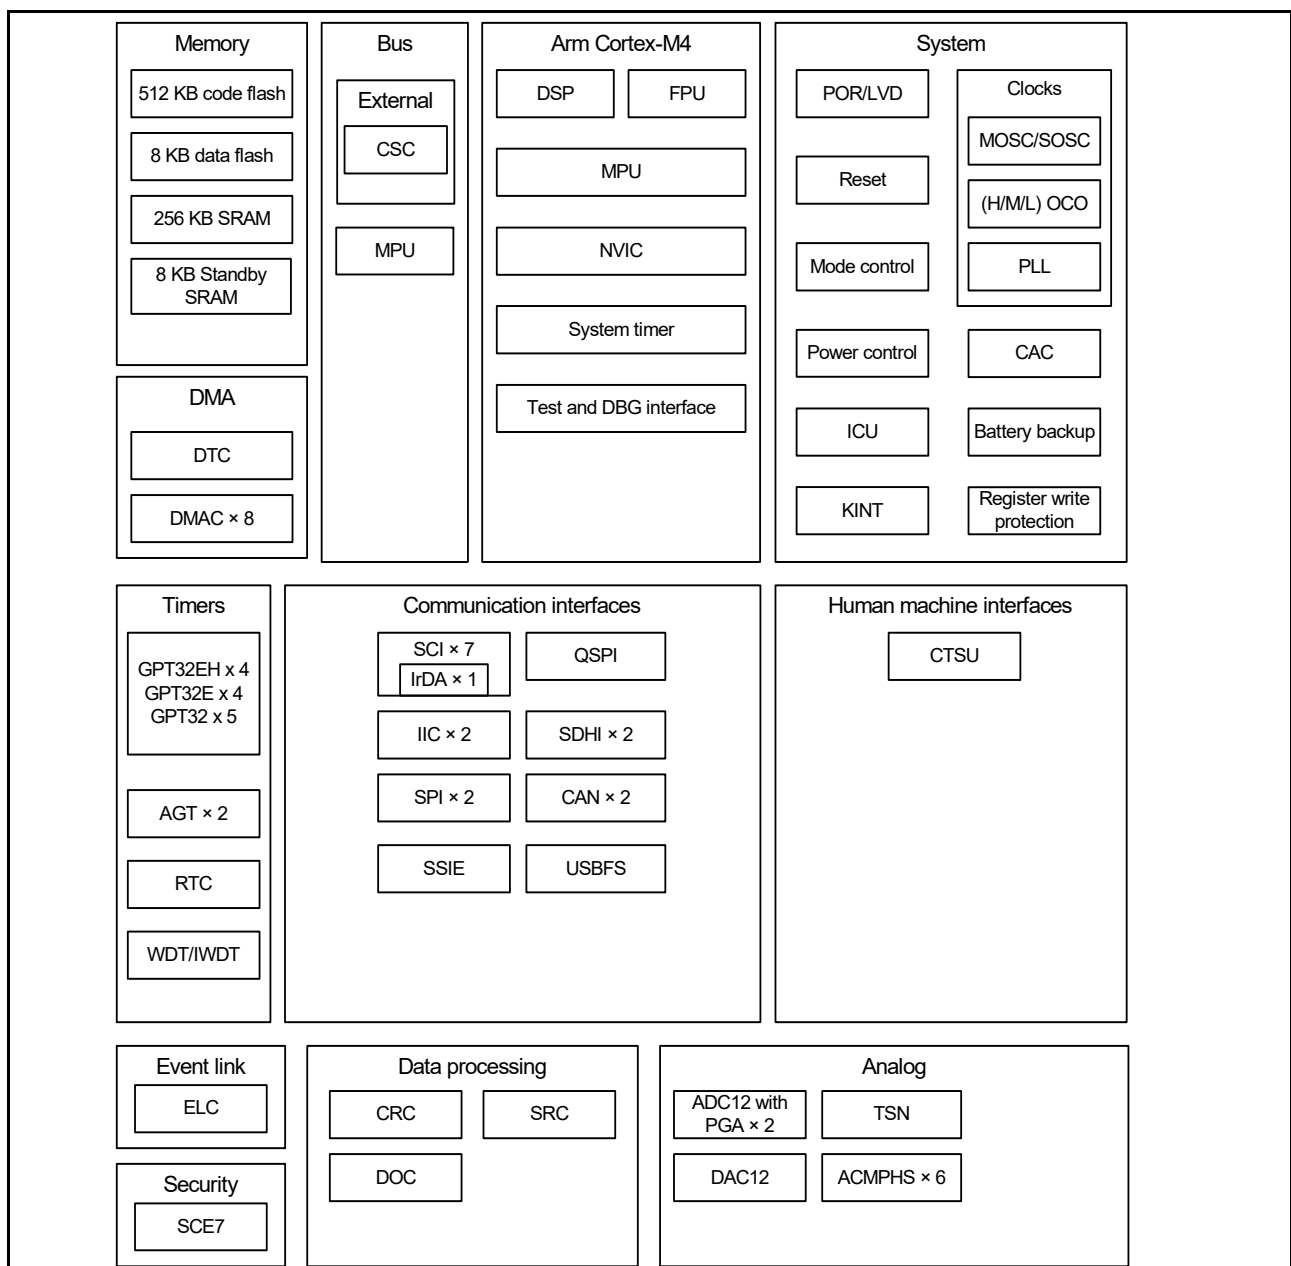 Memory
512 KB code flash
8 KB data flash
256 KB SRAM
8 KB Standby
SRAM
DMA
DTC
DMAC × 8
Bus
External
CSC
MPU
Arm Cortex-M4
DSP
FPU
MPU
NVIC
System timer
Test and DBG interface
System
POR/LVD
Reset
Mode control
Power control
ICU
KINT
Clocks
MOSC/SOSC
(H/M/L) OCO
PLL
CAC
Battery backup
Register write
protection
Timers
GPT32EH x 4
GPT32E x 4
GPT32 x 5
AGT × 2
RTC
WDT/IWDT
Communication interfaces
SCI × 7
IrDA × 1
QSPI
IIC × 2
SDHI × 2
SPI × 2
CAN × 2
SSIE
USBFS
Human machine interfaces
CTSU
Event link
ELC
Security
SCE7
Data processing
CRC
SRC
DOC
Analog
ADC12 with
PGA × 2
TSN
DAC12
ACMPHS × 6